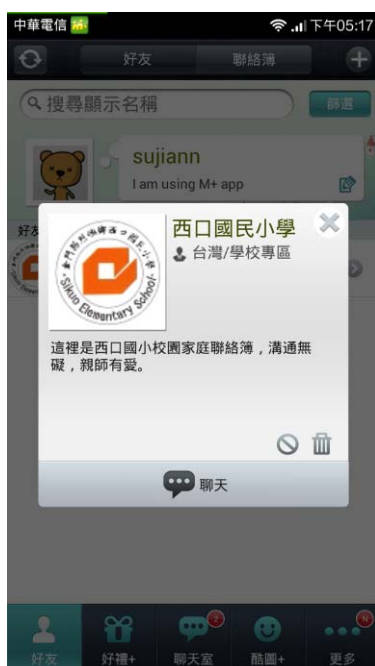 中華電信
下午05:17
好友
聯絡簿
搜尋顯示名稱
篩選
sujiann
I am using M+ app
好友
西口國民小學
台灣/學校專區
Sikuo Elementary School
這裡是西口國小校園家庭聯絡簿,溝通無
礙,親師有愛。
聊天
2
N
好友
好禮+
聊天室
酷圖+
更多